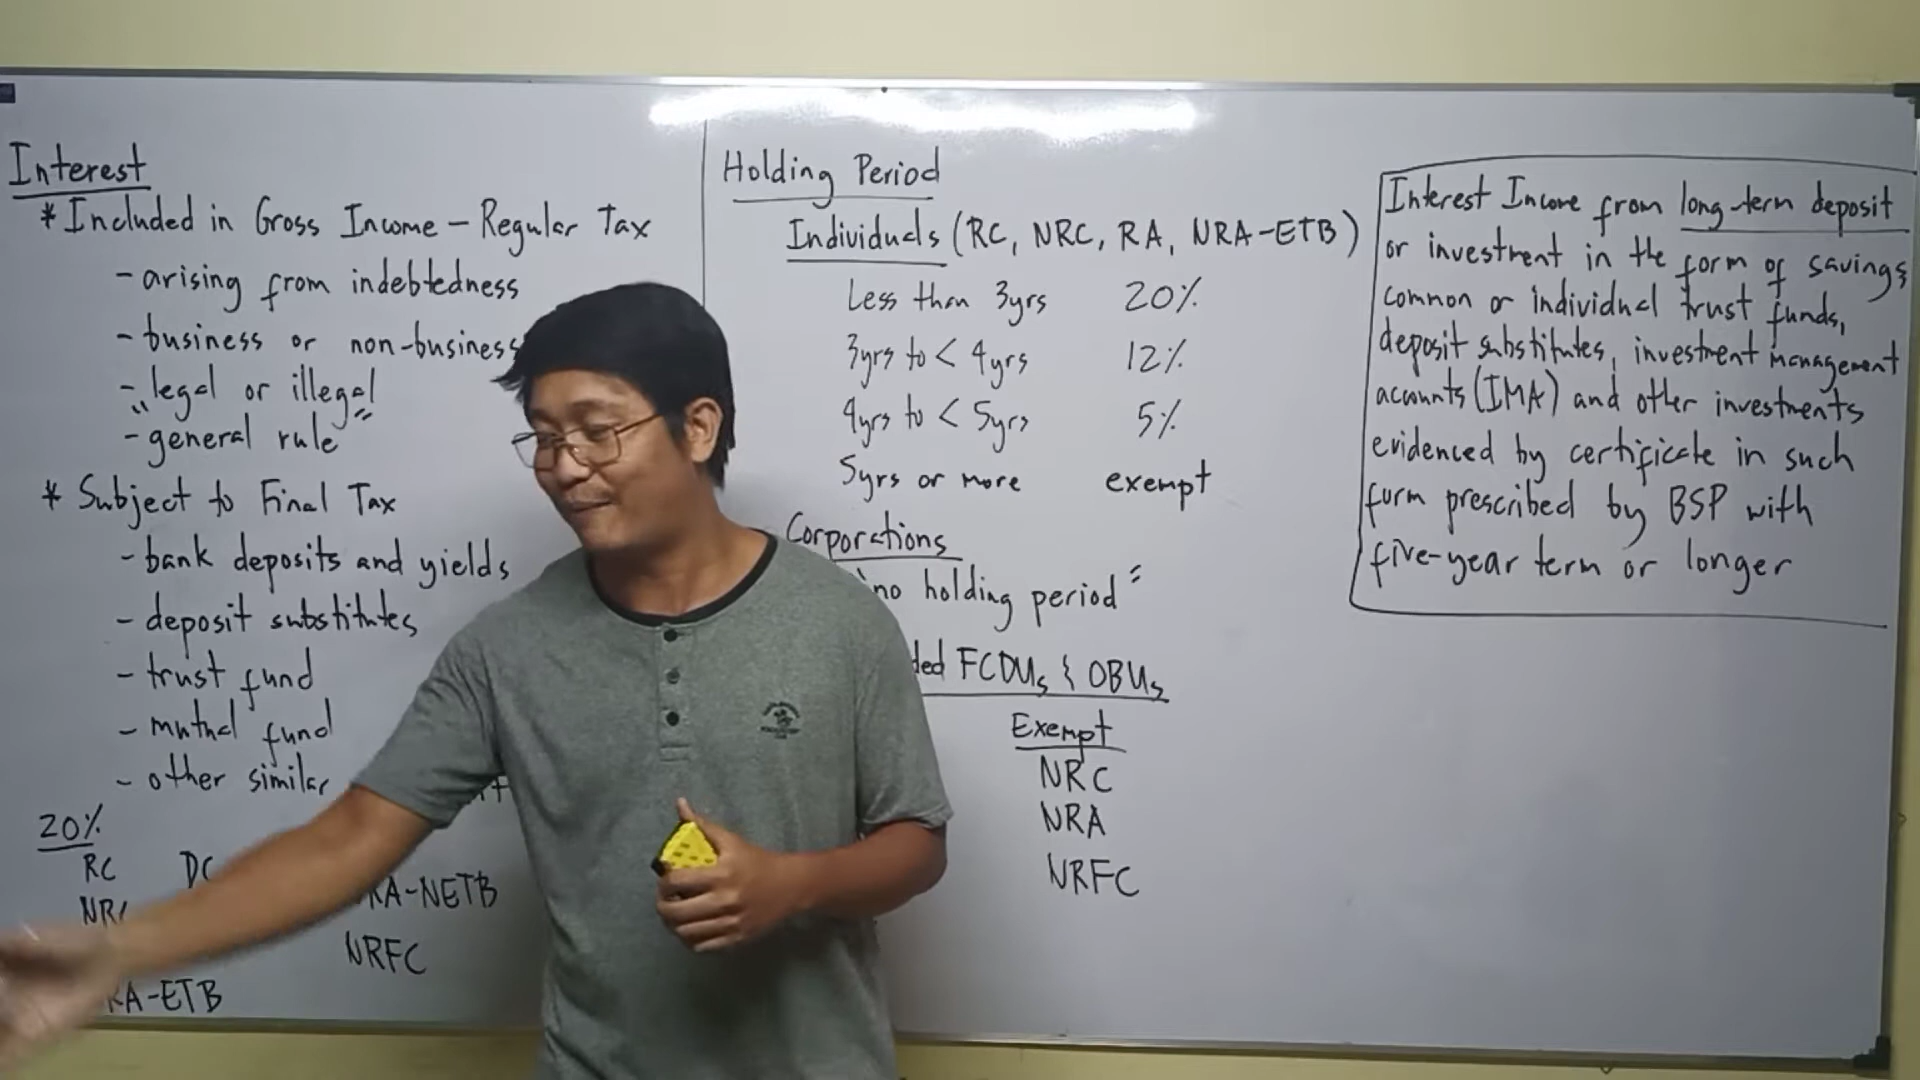 Interest
* Included in Gross Income - Regular Tax
- arising from indebtedness
- business or non-business
- legal or illegal
- "general rule"
* Subject to Final Tax
- bank deposits and yields
- deposit substitutes
- trust fund
- mutual fund
- other similar
20%
RC DC
NRC
RA-ETB
RA-NETB
NRFC
Holding Period
Individuals (RC, NRC, RA, NRA-ETB)
Less than 3yrs 20%
3yrs to < 4yrs 12%
4yrs to < 5yrs 5%
5yrs or more exempt
Corporations
no holding period"
FCDUs & OBUs
Exempt
NRC
NRA
NRFC
Interest Income from long-term deposit
or investment in the form of savings
common or individual trust funds,
deposit substitutes, investment management
accounts (IMA) and other investments
evidenced by certificate in such
form prescribed by BSP with
five-year term or longer